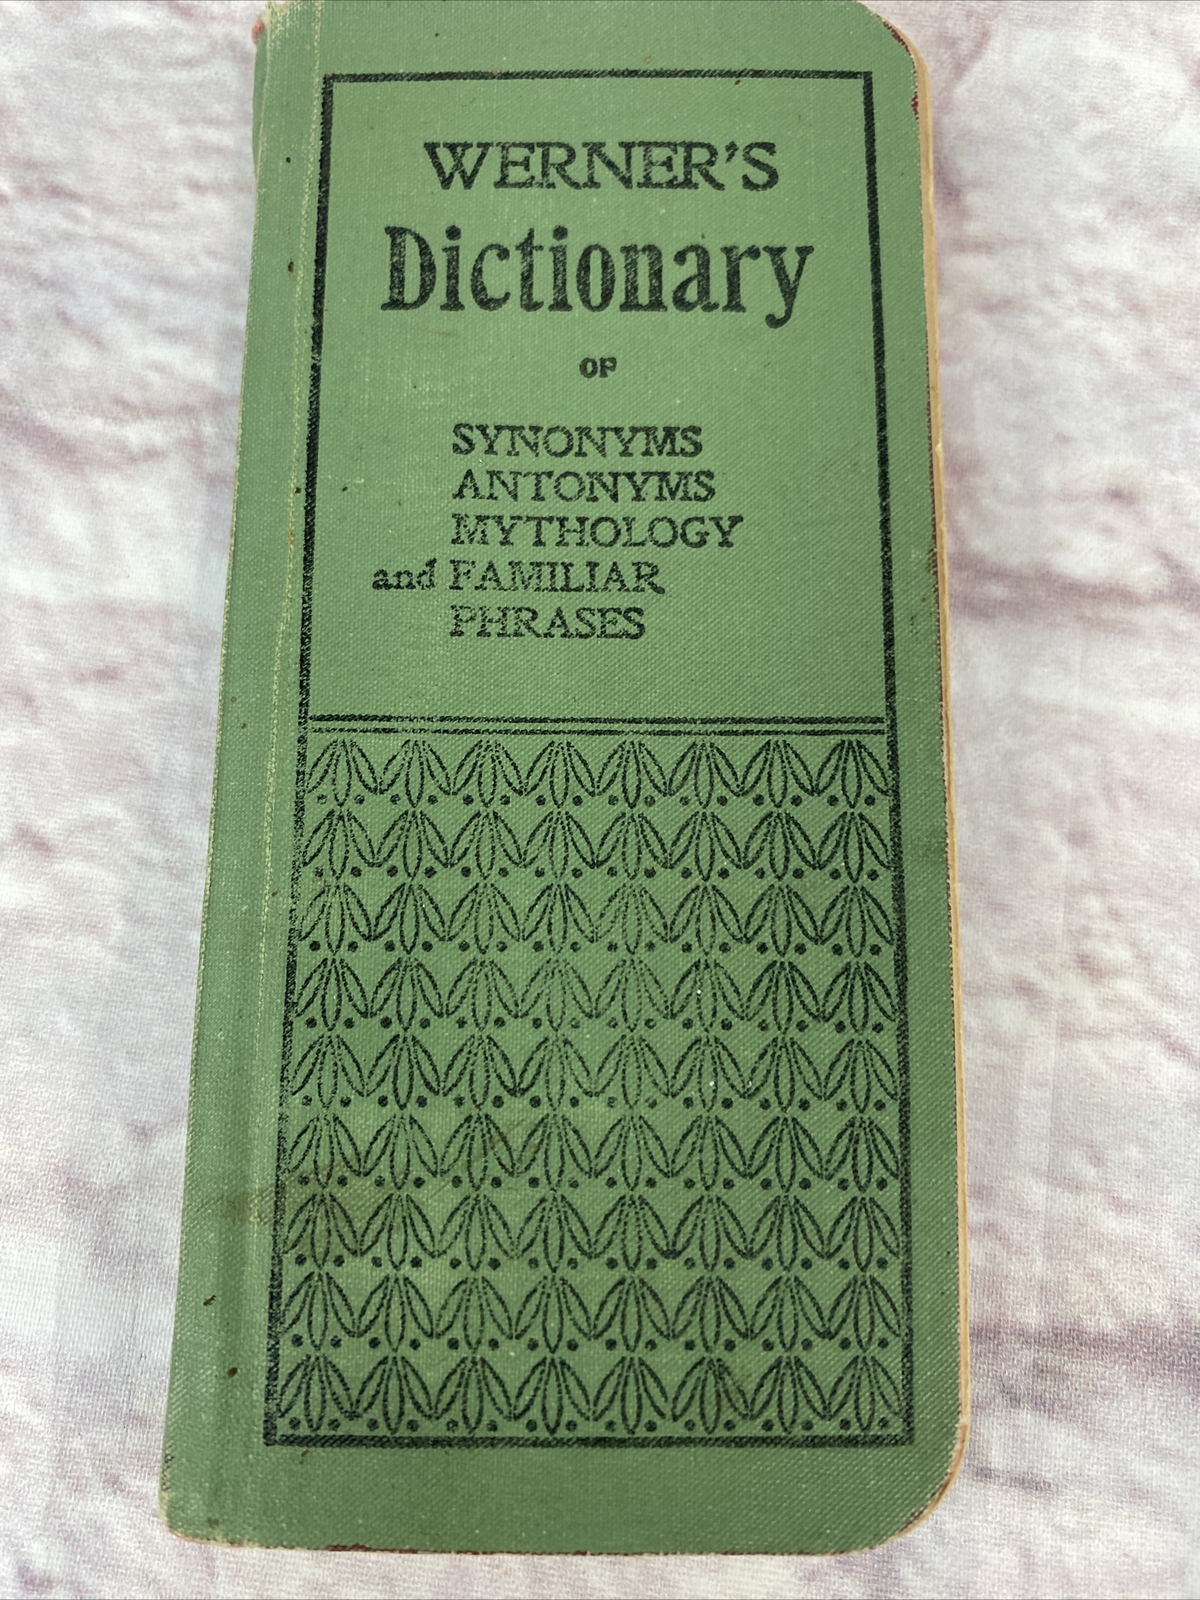 WERNER'S
Dictionary
OF
SYNONYMS
ANTONYMS
MYTHOLOGY
and FAMILIAR
PHRASES